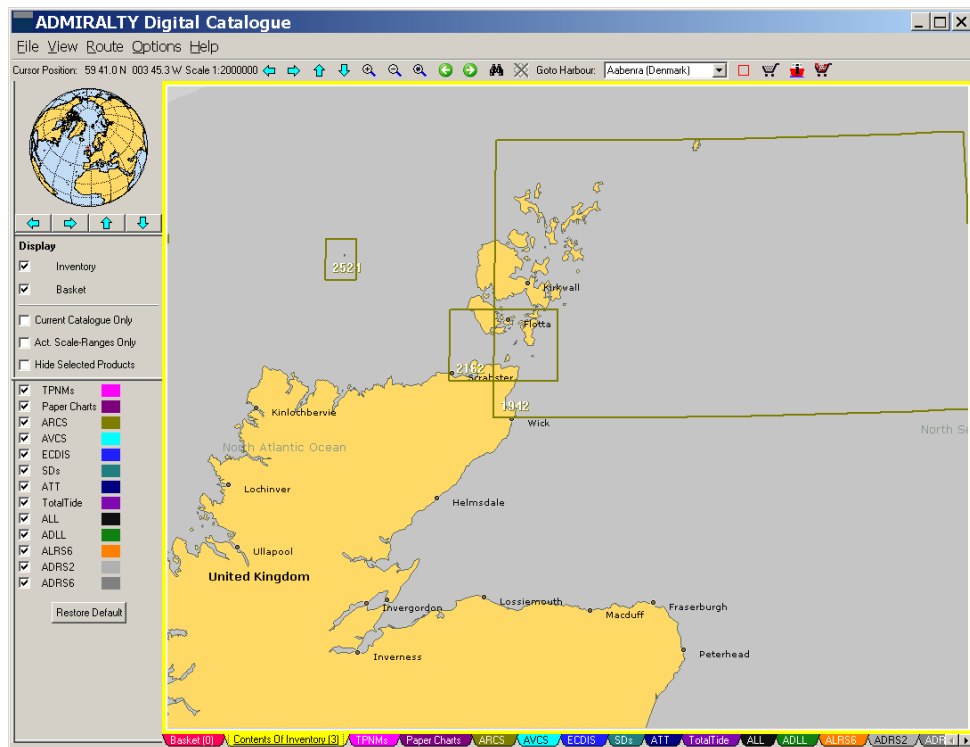 ADMIRALTY Digital Catalogue
File View Route Options Help
Cursor Position: 59 41.0 N 003 45.3 W Scale 1:2000000 Goto Harbour: Aabenra (Denmark)
Display
Inventory
Basket
Current Catalogue Only
Act. Scale-Ranges Only
Hide Selected Products
TPNMs
Paper Charts
ARCS
AVCS
ECDIS
SDs
ATT
TotalTide
ALL
ADLL
ALRS6
ADRS2
ADRS6
Restore Default
2521
Kirkwall
Flotta
2162
Scrabster
1942
Kinlochbervie
Wick
North Atlantic Ocean
North Se
Lochinver
Helmsdale
Ullapool
United Kingdom
Invergordon
Lossiemouth
Macduff
Fraserburgh
Inverness
Peterhead
Basket (0) Contents Of Inventory (3) TPNMs Paper Charts ARCS AVCS ECDIS SDs ATT TotalTide ALL ADLL ALRS6 ADRS2 ADR